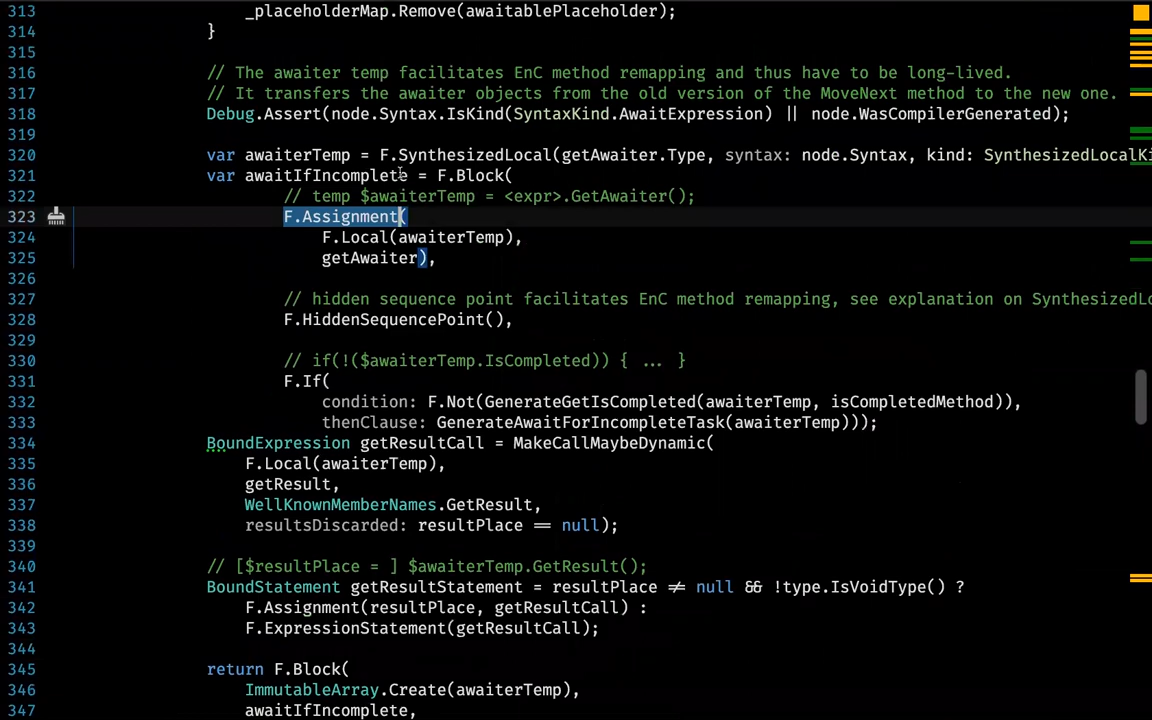 313 _placeholderMap.Remove(awaitablePlaceholder);
314 }
315
316 // The awaiter temp facilitates EnC method remapping and thus have to be long-lived.
317 // It transfers the awaiter objects from the old version of the MoveNext method to the new one.
318 Debug.Assert(node.Syntax.IsKind(SyntaxKind.AwaitExpression) || node.WasCompilerGenerated);
319
320 var awaiterTemp = F.SynthesizedLocal(getAwaiter.Type, syntax: node.Syntax, kind: SynthesizedLocalKi
321 var awaitIfIncomplete = F.Block(
322 // temp $awaiterTemp = <expr>.GetAwaiter();
323 F.Assignment(
324 F.Local(awaiterTemp),
325 getAwaiter),
326
327 // hidden sequence point facilitates EnC method remapping, see explanation on SynthesizedLo
328 F.HiddenSequencePoint(),
329
330 // if(!($awaiterTemp.IsCompleted)) { ... }
331 F.If(
332 condition: F.Not(GenerateGetIsCompleted(awaiterTemp, isCompletedMethod)),
333 thenClause: GenerateAwaitForIncompleteTask(awaiterTemp)));
334 BoundExpression getResultCall = MakeCallMaybeDynamic(
335 F.Local(awaiterTemp),
336 getResult,
337 WellKnownMemberNames.GetResult,
338 resultsDiscarded: resultPlace == null);
339
340 // [$resultPlace = ] $awaiterTemp.GetResult();
341 BoundStatement getResultStatement = resultPlace != null && !type.IsVoidType() ?
342 F.Assignment(resultPlace, getResultCall) :
343 F.ExpressionStatement(getResultCall);
344
345 return F.Block(
346 ImmutableArray.Create(awaiterTemp),
347 awaitIfIncomplete,